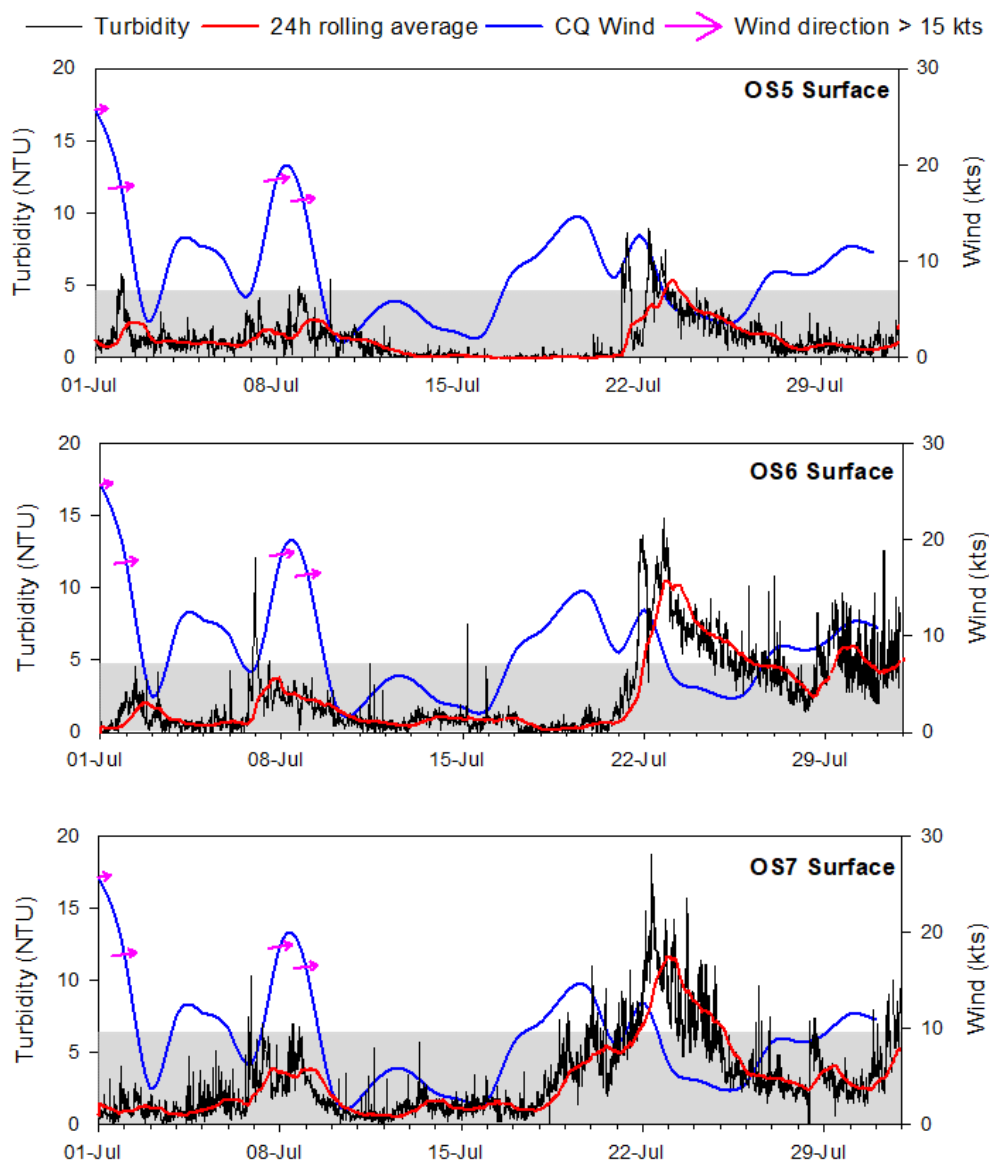 Turbidity 24h rolling average CQ Wind Wind direction > 15 kts
OS5 Surface
Turbidity (NTU)
20
15
10
5
0
Wind (kts)
30
20
10
0
01-Jul 08-Jul 15-Jul 22-Jul 29-Jul
OS6 Surface
Turbidity (NTU)
20
15
10
5
0
Wind (kts)
30
20
10
0
01-Jul 08-Jul 15-Jul 22-Jul 29-Jul
OS7 Surface
Turbidity (NTU)
20
15
10
5
0
Wind (kts)
30
20
10
0
01-Jul 08-Jul 15-Jul 22-Jul 29-Jul